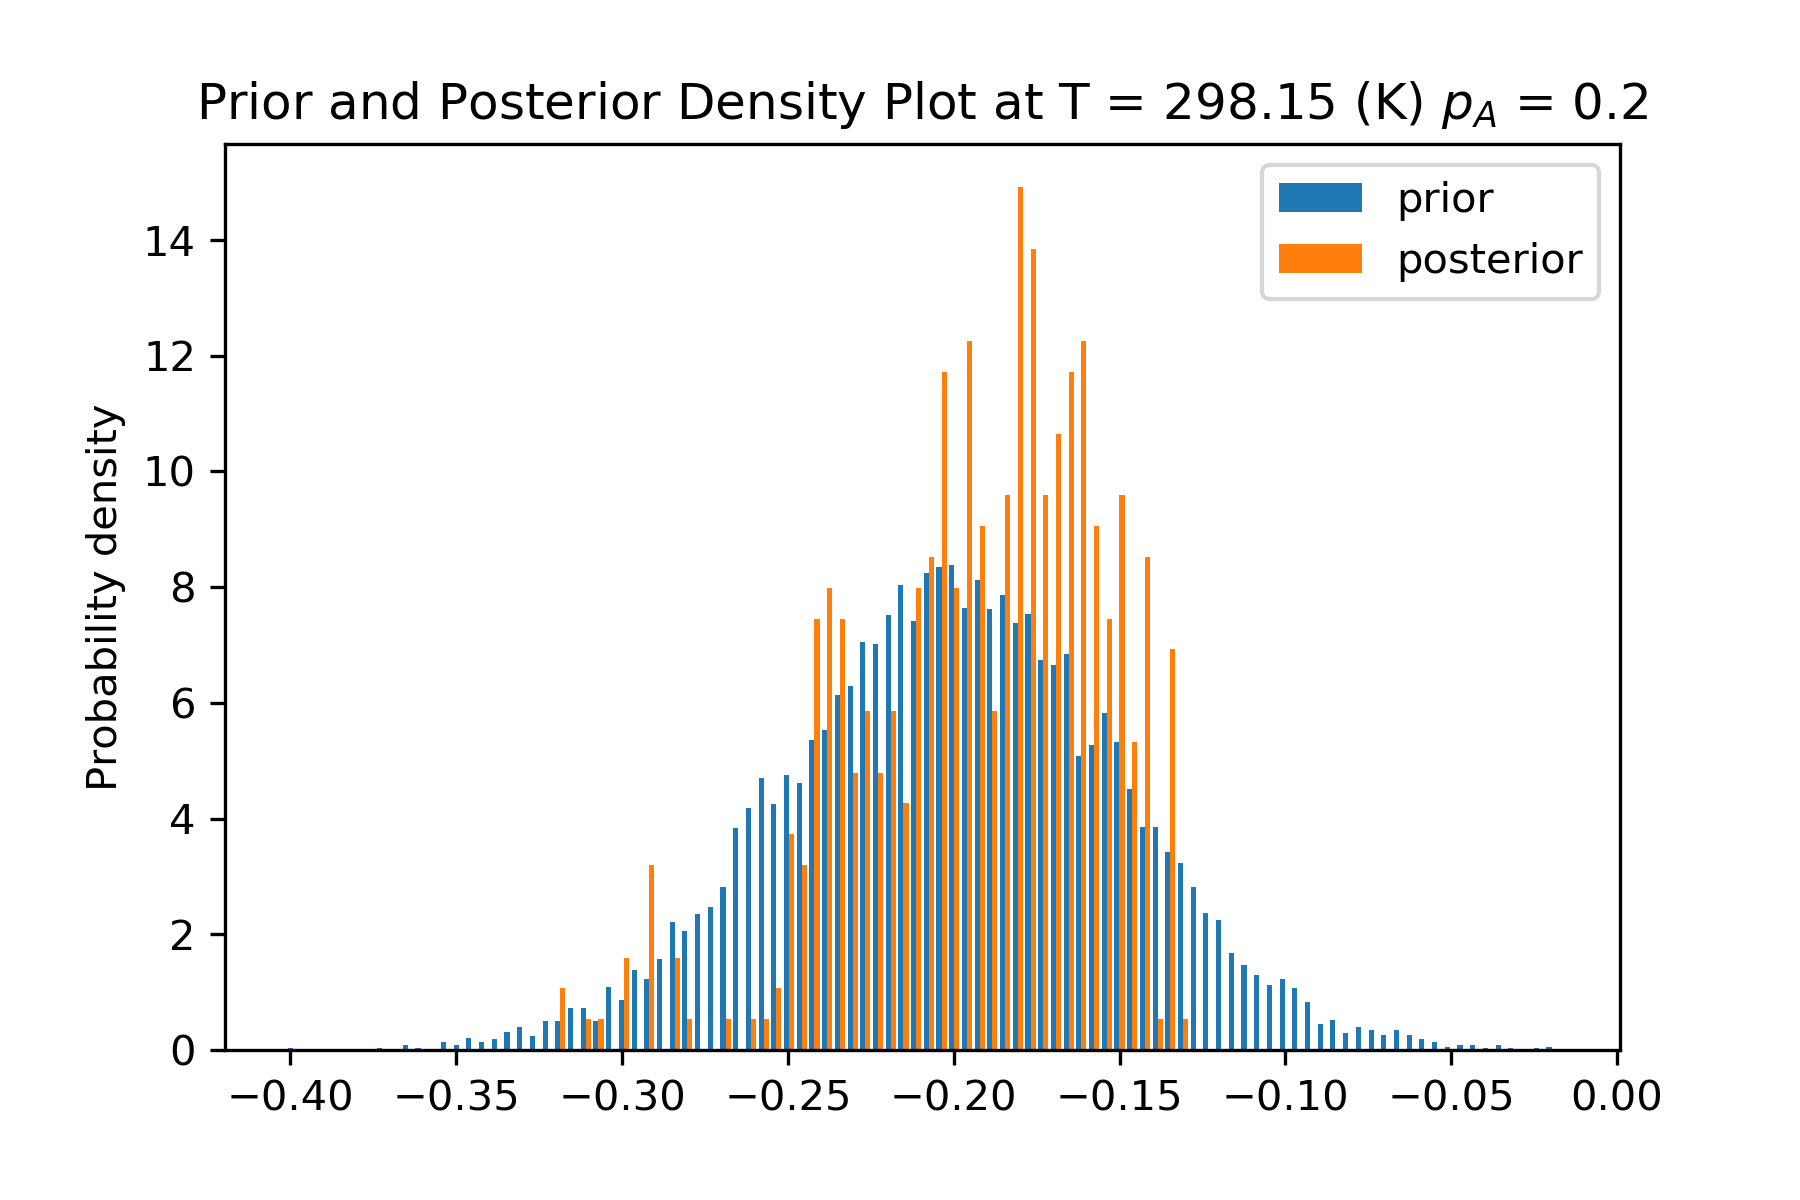 Prior and Posterior Density Plot at T = 298.15 (K) p_A = 0.2
prior
posterior
Probability density
14
12
10
8
6
4
2
0
−0.40 −0.35 −0.30 −0.25 −0.20 −0.15 −0.10 −0.05 0.00